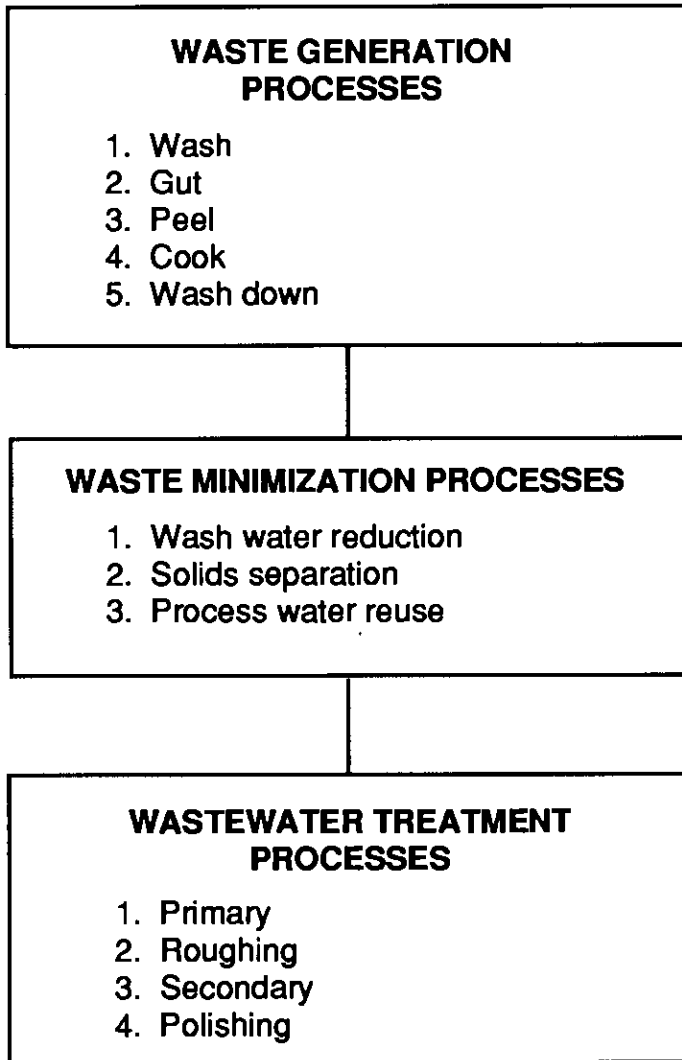 WASTE GENERATION
PROCESSES
1. Wash
2. Gut
3. Peel
4. Cook
5. Wash down
WASTE MINIMIZATION PROCESSES
1. Wash water reduction
2. Solids separation
3. Process water reuse
WASTEWATER TREATMENT
PROCESSES
1. Primary
2. Roughing
3. Secondary
4. Polishing